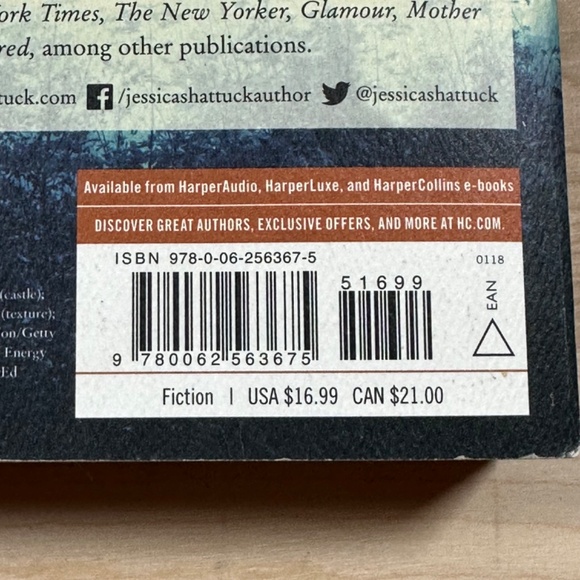 ork Times, The New Yorker, Glamour, Mother
red, among other publications.
tuck.com f /jessicashattuckauthor @jessicashattuck
Available from HarperAudio, HarperLuxe, and HarperCollins e-books
DISCOVER GREAT AUTHORS, EXCLUSIVE OFFERS, AND MORE AT HC.COM.
ISBN 978-0-06-256367-5
0118
51699
EAN
9 780062 563675
Fiction | USA $16.99 CAN $21.00
(castle);
(texture);
on/Getty
Energy
Ed